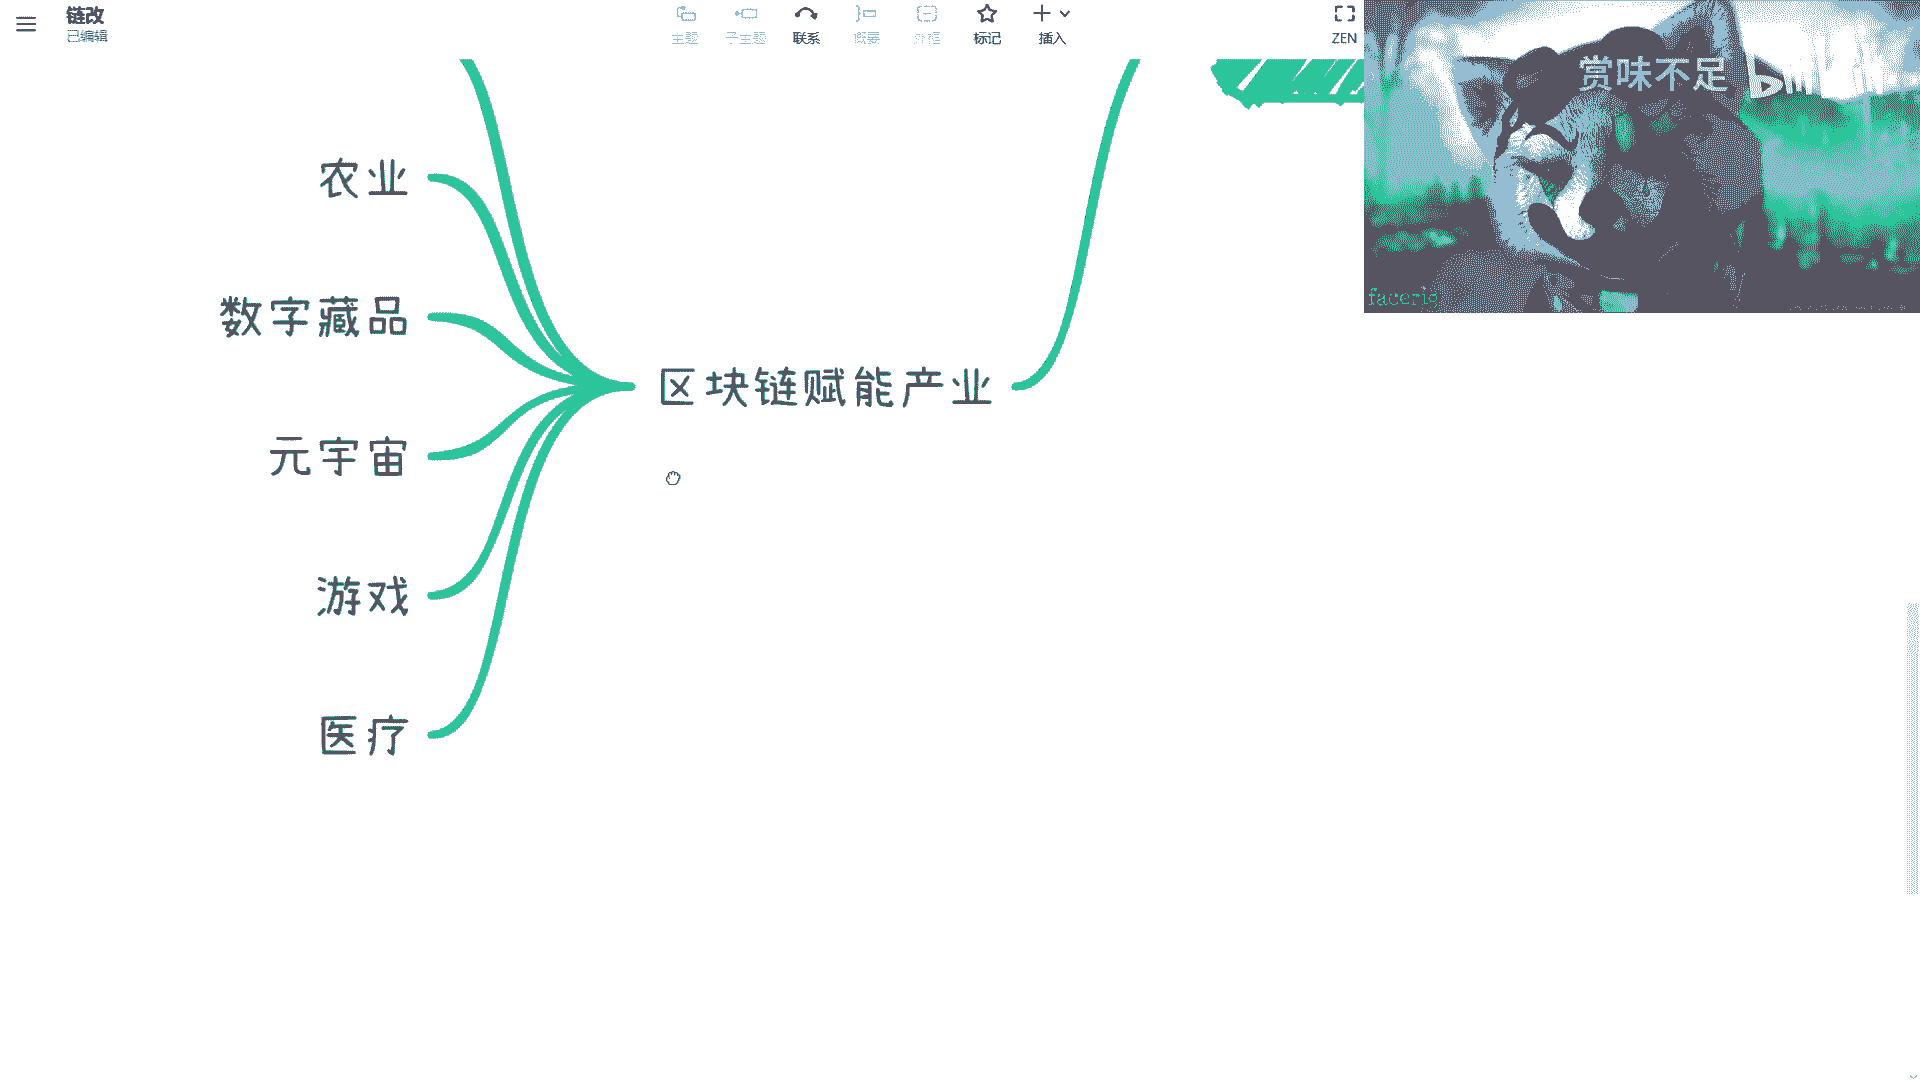 链改
已编辑
主题
子主题
联系
概要
外框
标记
插入
ZEN
赏味不足
facerig
农业
数字藏品
元宇宙
游戏
医疗
区块链赋能产业